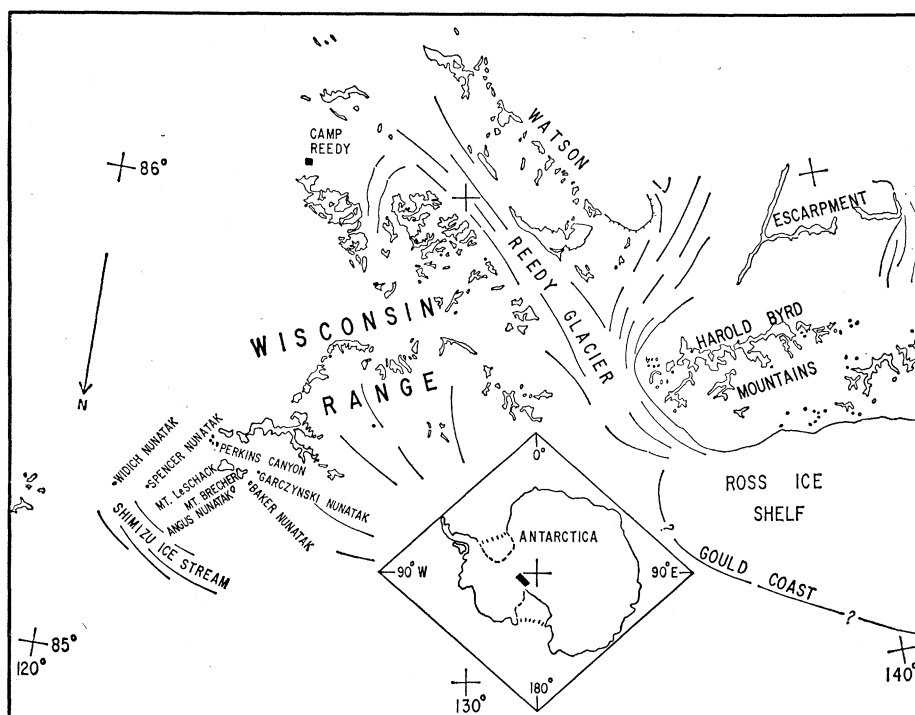 CAMP
REEDY
86°
WATSON
ESCARPMENT
REEDY GLACIER
WISCONSIN
RANGE
HAROLD BYRD
MOUNTAINS
N
WIDICH NUNATAK
SPENCER NUNATAK
PERKINS CANYON
MT. LeSCHACK
MT. BRECHER
ANGUS NUNATAK
GARCZYNSKI NUNATAK
BAKER NUNATAK
SHIMIZU ICE STREAM
ROSS ICE
SHELF
GOULD COAST
?
?
0°
ANTARCTICA
90° W
90° E
180°
85°
120°
130°
140°